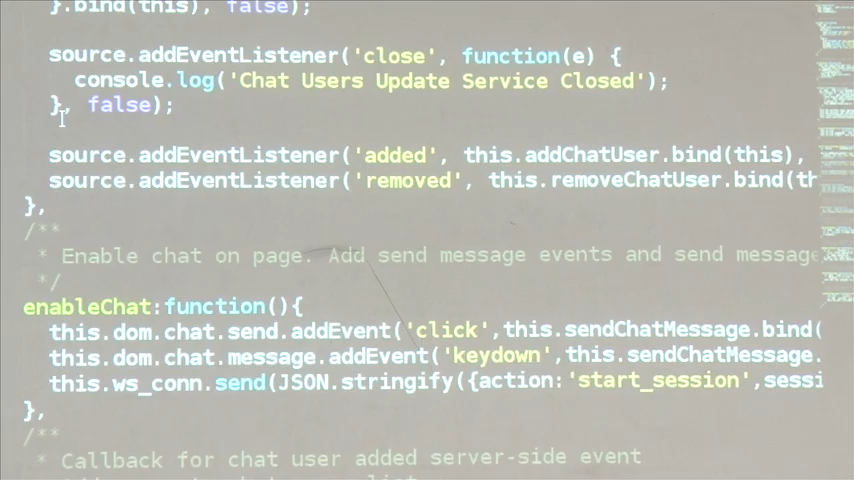 }.bind(this), false);
source.addEventListener('close', function(e) {
console.log('Chat Users Update Service Closed');
}, false);
source.addEventListener('added', this.addChatUser.bind(this),
source.addEventListener('removed', this.removeChatUser.bind(th
},
/**
* Enable chat on page. Add send message events and send message
*/
enableChat:function(){
this.dom.chat.send.addEvent('click',this.sendChatMessage.bind(
this.dom.chat.message.addEvent('keydown',this.sendChatMessage.
this.ws_conn.send(JSON.stringify({action:'start_session',sessi
},
/**
* Callback for chat user added server-side event